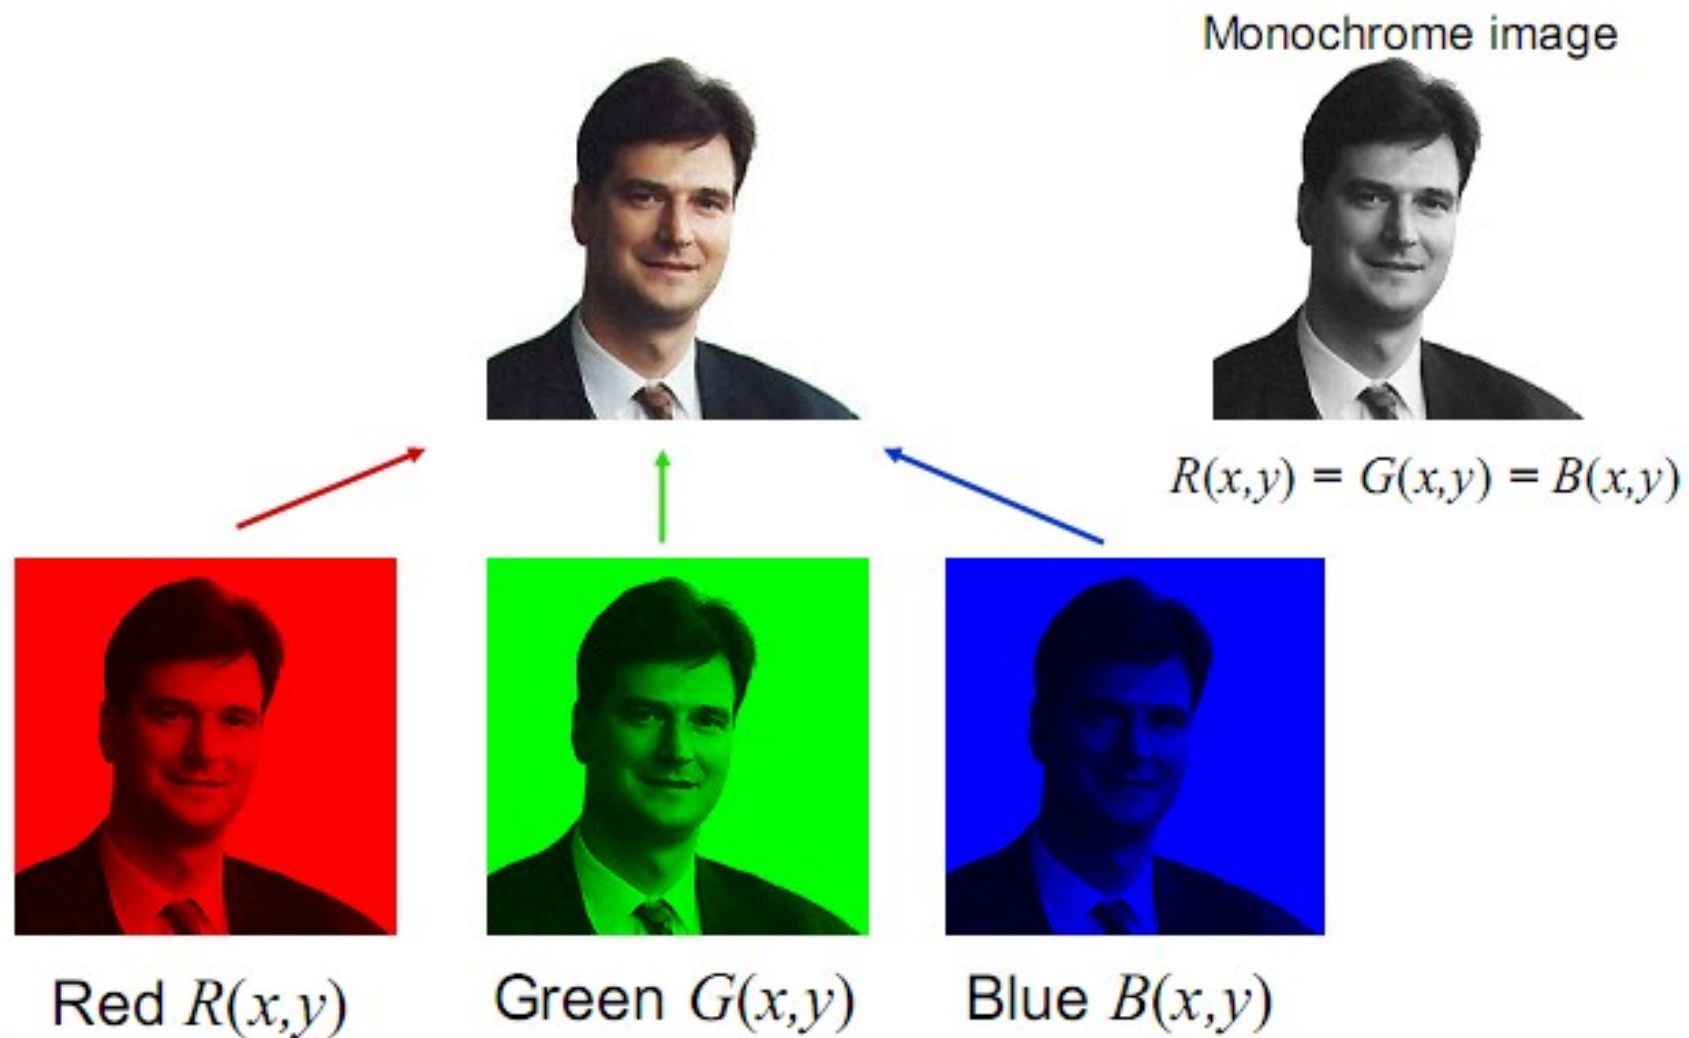 Monochrome image
R(x,y) = G(x,y) = B(x,y)
Red R(x,y)
Green G(x,y)
Blue B(x,y)